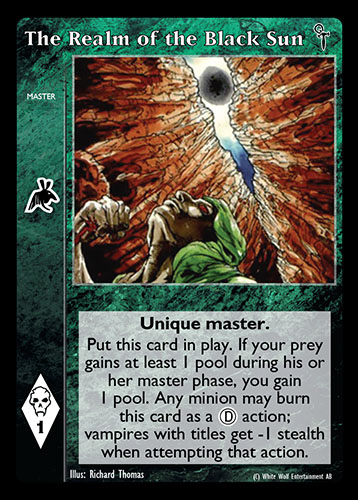 The Realm of the Black Sun
MASTER
Unique master.
Put this card in play. If your prey
gains at least 1 pool during his or
her master phase, you gain
1 pool. Any minion may burn
this card as a Ⓓ action;
vampires with titles get -1 stealth
when attempting that action.
1
Illus: Richard Thomas
(C) White Wolf Entertainment AB